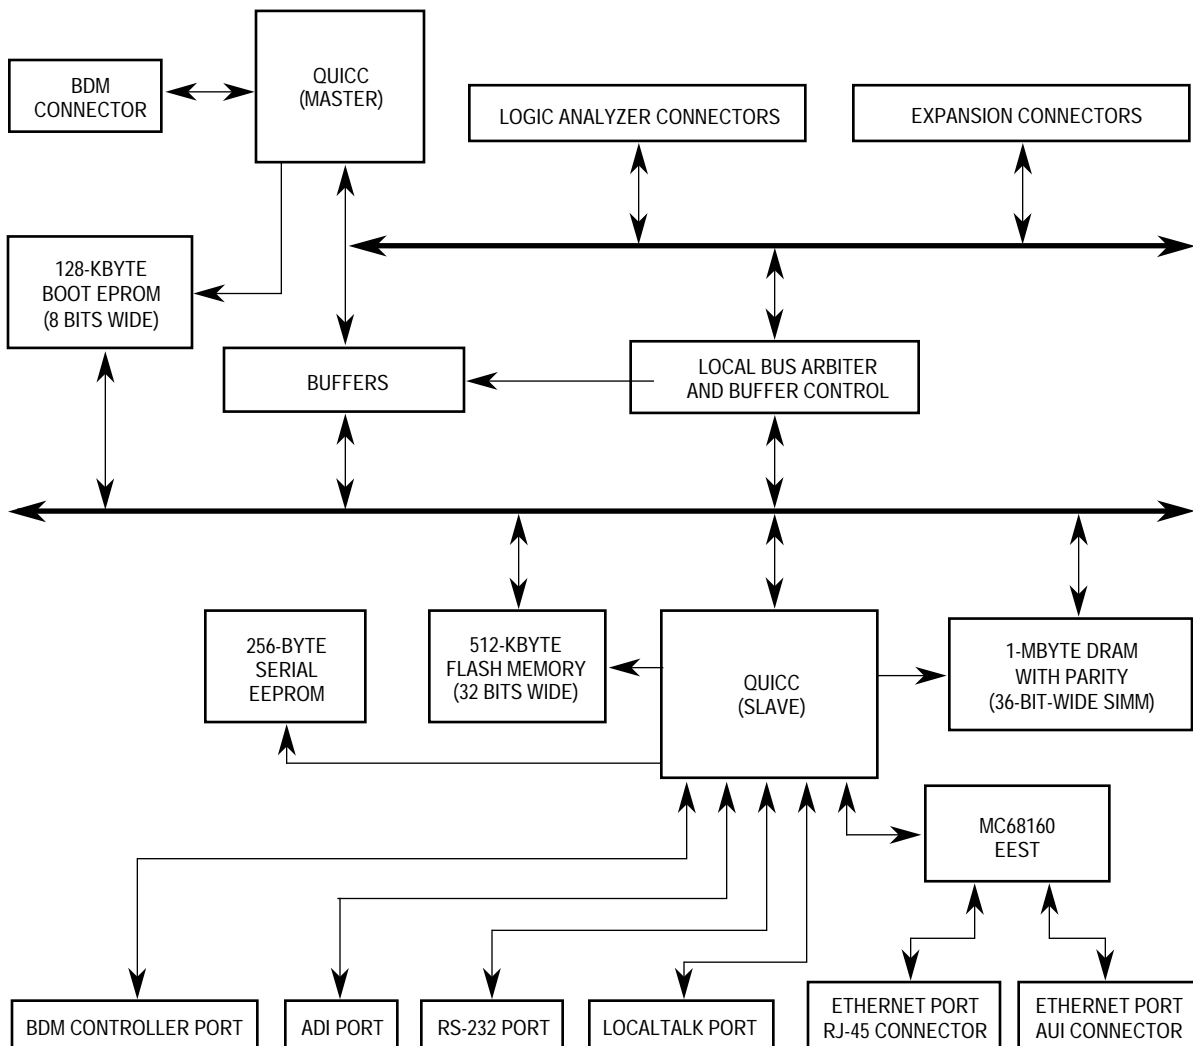 QUICC
(MASTER)
BDM
CONNECTOR
LOGIC ANALYZER CONNECTORS
EXPANSION CONNECTORS
128-KBYTE
BOOT EPROM
(8 BITS WIDE)
BUFFERS
LOCAL BUS ARBITER
AND BUFFER CONTROL
256-BYTE
SERIAL
EEPROM
512-KBYTE
FLASH MEMORY
(32 BITS WIDE)
QUICC
(SLAVE)
1-MBYTE DRAM
WITH PARITY
(36-BIT-WIDE SIMM)
MC68160
EEST
BDM CONTROLLER PORT
ADI PORT
RS-232 PORT
LOCALTALK PORT
ETHERNET PORT
RJ-45 CONNECTOR
ETHERNET PORT
AUI CONNECTOR